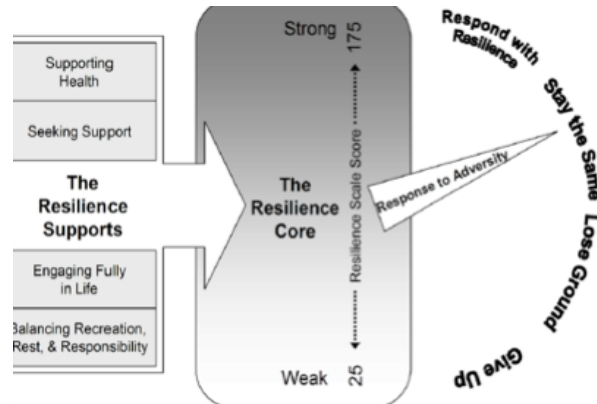 Supporting
Health
Seeking Support
The
Resilience
Supports
Engaging Fully
in Life
Balancing Recreation,
Rest, & Responsibility
Strong
175
The
Resilience
Core
Resilience Scale Score
Weak
25
Response to Adversity
Respond with
Resilience
Stay the Same
Lose Ground
Give Up